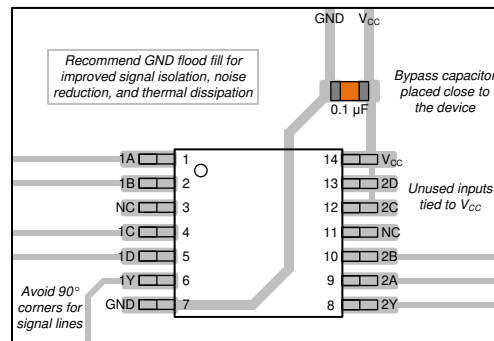 GND VCC
Recommend GND flood fill for
improved signal isolation, noise
reduction, and thermal dissipation
Bypass capacitor
placed close to
the device
0.1 µF
1A 1 14 VCC
1B 2 13 2D
NC 3 12 2C
Unused inputs
tied to VCC
1C 4 11 NC
1D 5 10 2B
1Y 6 9 2A
GND 7 8 2Y
Avoid 90°
corners for
signal lines